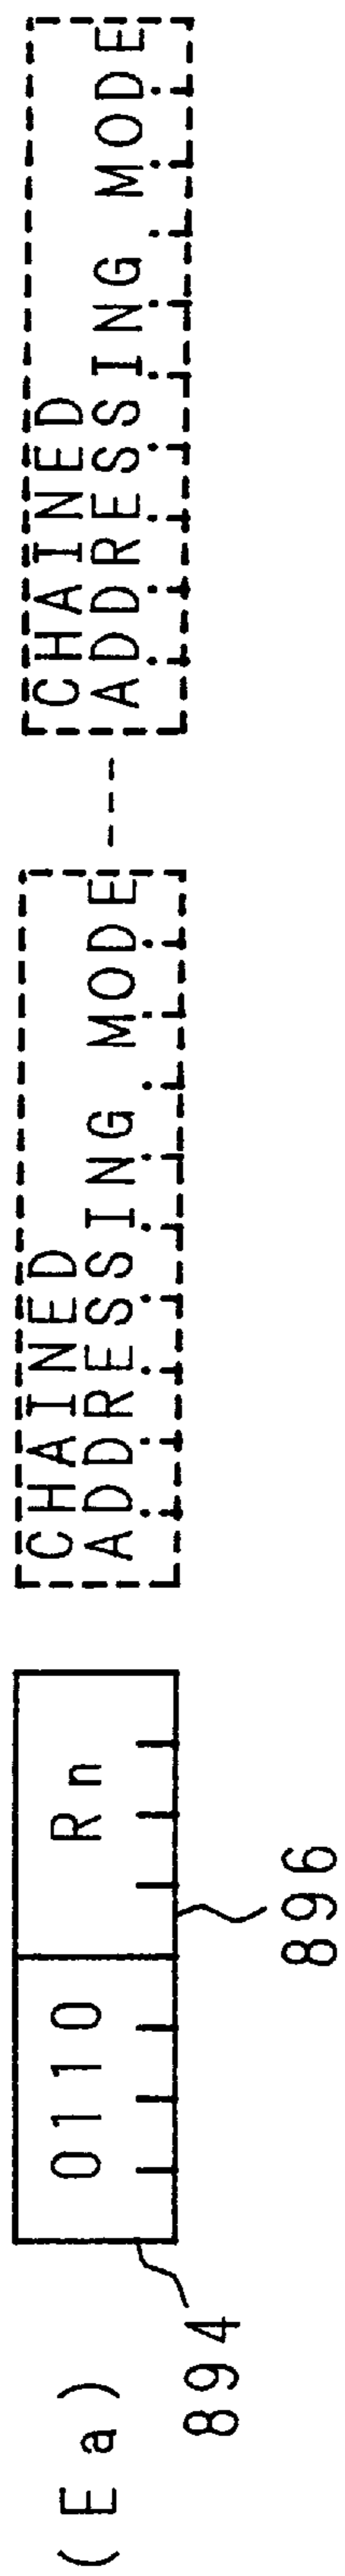 (Ea)
0110
Rn
CHAINED
ADDRESSING MODE
CHAINED
ADDRESSING MODE
894
896